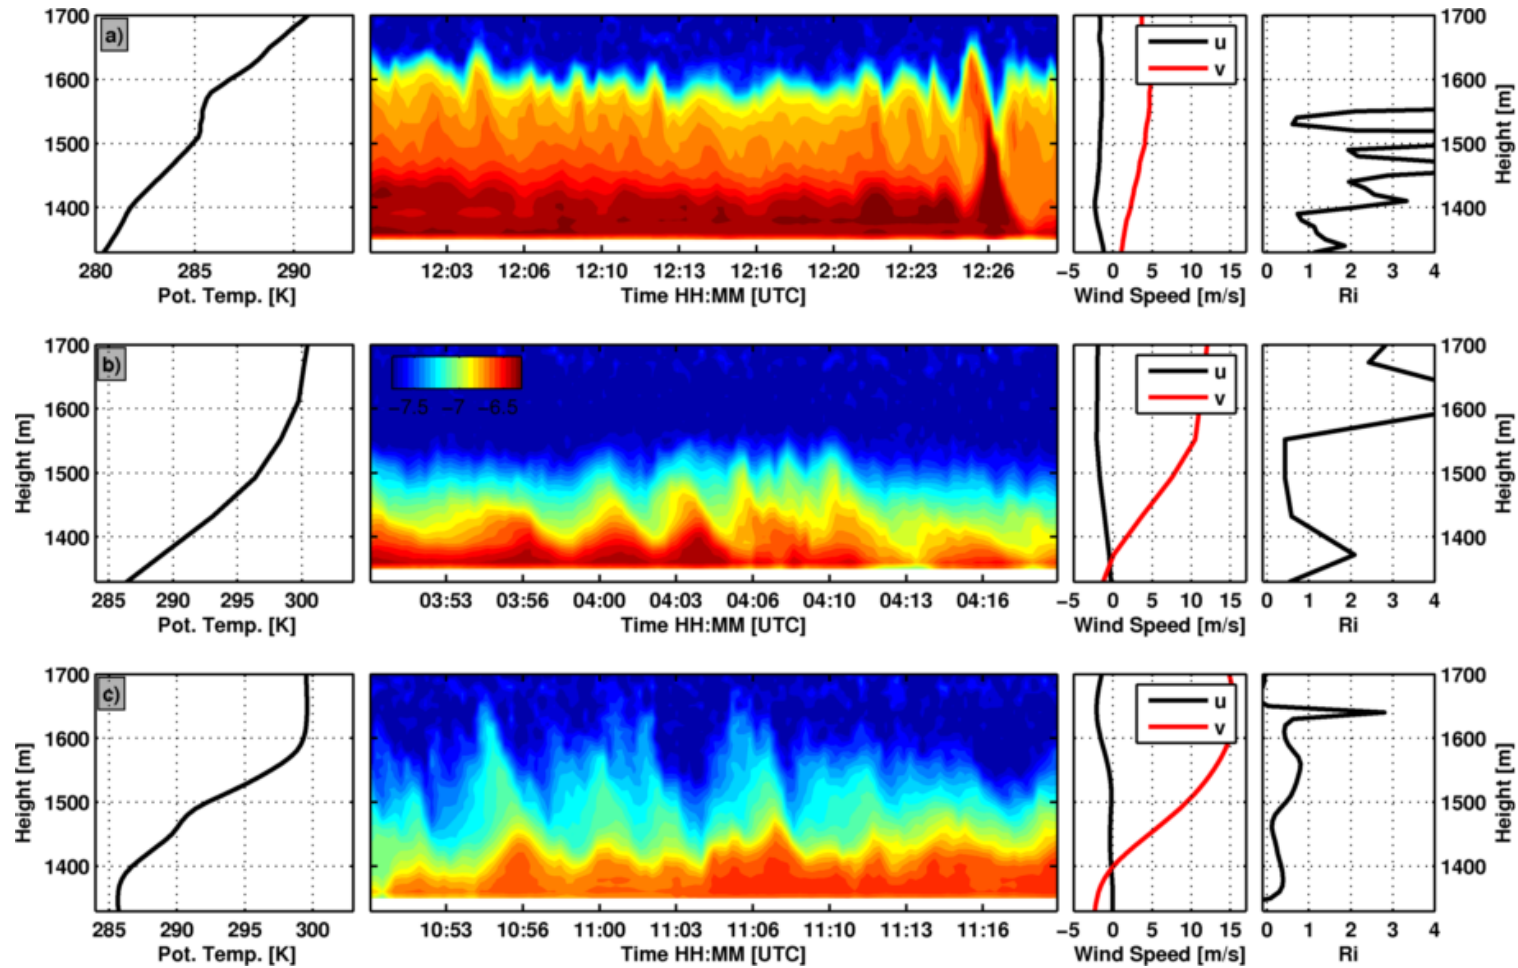 a)
1700
1600
1500
1400
280 285 290
Pot. Temp. [K]
12:03 12:06 12:10 12:13 12:16 12:20 12:23 12:26
Time HH:MM [UTC]
u
v
−5 0 5 10 15
Wind Speed [m/s]
0 1 2 3 4
Ri
1700
1600
1500
1400
Height [m]
b)
Height [m]
1700
1600
1500
1400
285 290 295 300
Pot. Temp. [K]
−7.5 −7 −6.5
03:53 03:56 04:00 04:03 04:06 04:10 04:13 04:16
Time HH:MM [UTC]
u
v
−5 0 5 10 15
Wind Speed [m/s]
0 1 2 3 4
Ri
1700
1600
1500
1400
Height [m]
c)
Height [m]
1700
1600
1500
1400
285 290 295 300
Pot. Temp. [K]
10:53 10:56 11:00 11:03 11:06 11:10 11:13 11:16
Time HH:MM [UTC]
u
v
−5 0 5 10 15
Wind Speed [m/s]
0 1 2 3 4
Ri
1700
1600
1500
1400
Height [m]